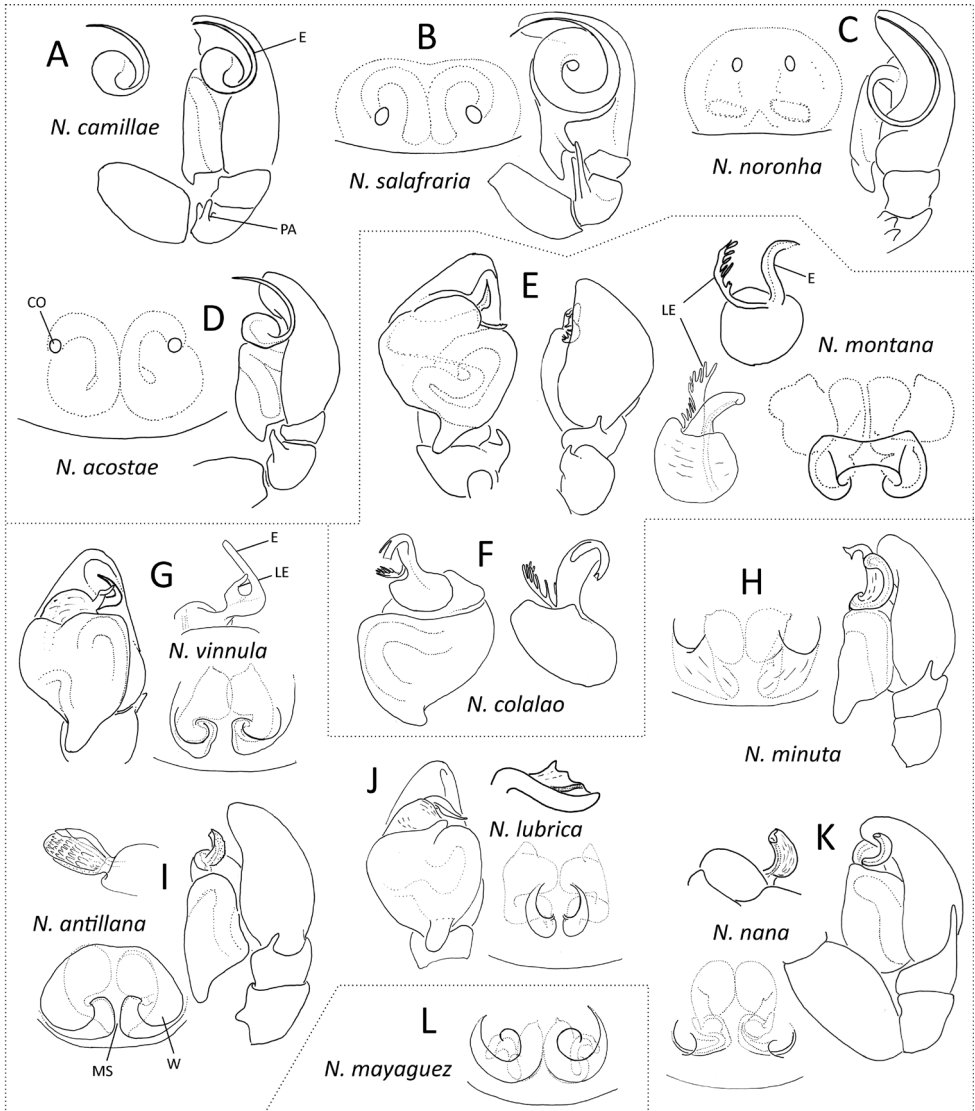 A
N. camillae
E
PA
B
N. salafraria
C
N. noronha
CO
D
N. acostae
E
LE
E
N. montana
G
E
LE
N. vinnula
F
N. colalao
H
N. minuta
I
N. antillana
MS
W
J
N. lubrica
K
N. nana
L
N. mayaguez